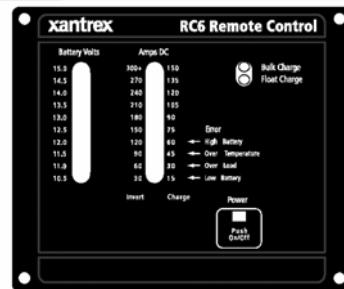 xantrex RC6 Remote Control
Battery Volts Amps DC
15.0 300+ 150 Bulk Charge
14.5 270 135 Float Charge
14.0 240 120
13.5 210 105
13.0 180 90
12.5 150 75 Error
12.0 120 60 High Battery
11.5 90 45 Over Temperature
11.0 60 30 Over Load
10.5 30 15 Low Battery
Invert Charge Power
Push
On/Off